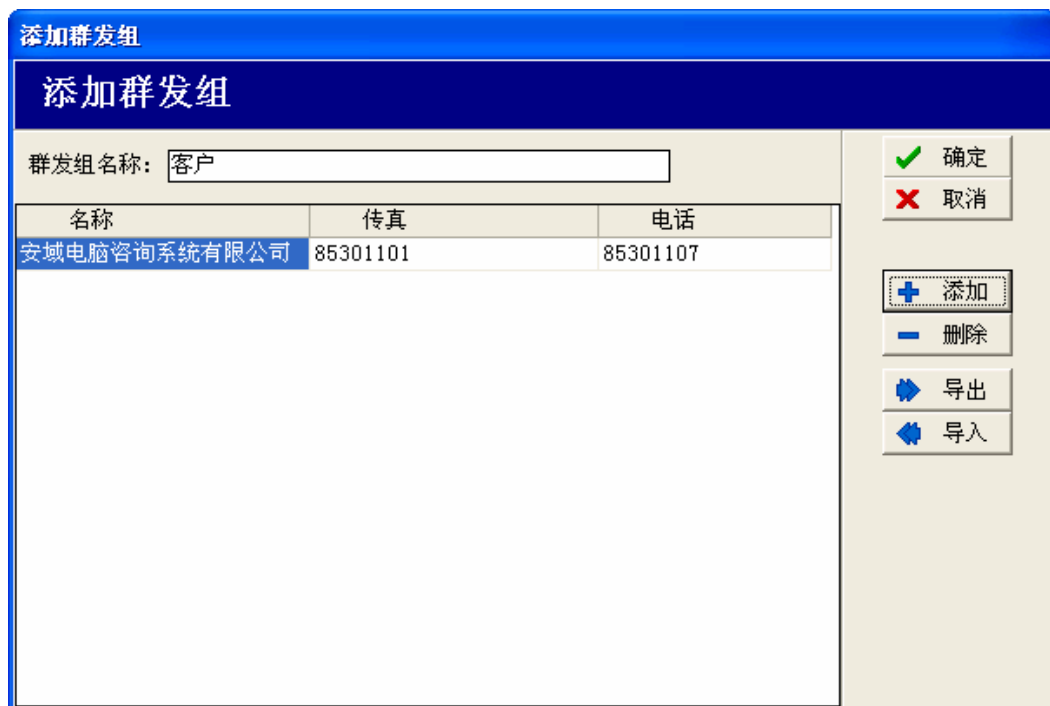 添加群发组
添加群发组
群发组名称: 客户
名称 传真 电话
安域电脑咨询系统有限公司 85301101 85301107
确定
取消
添加
删除
导出
导入